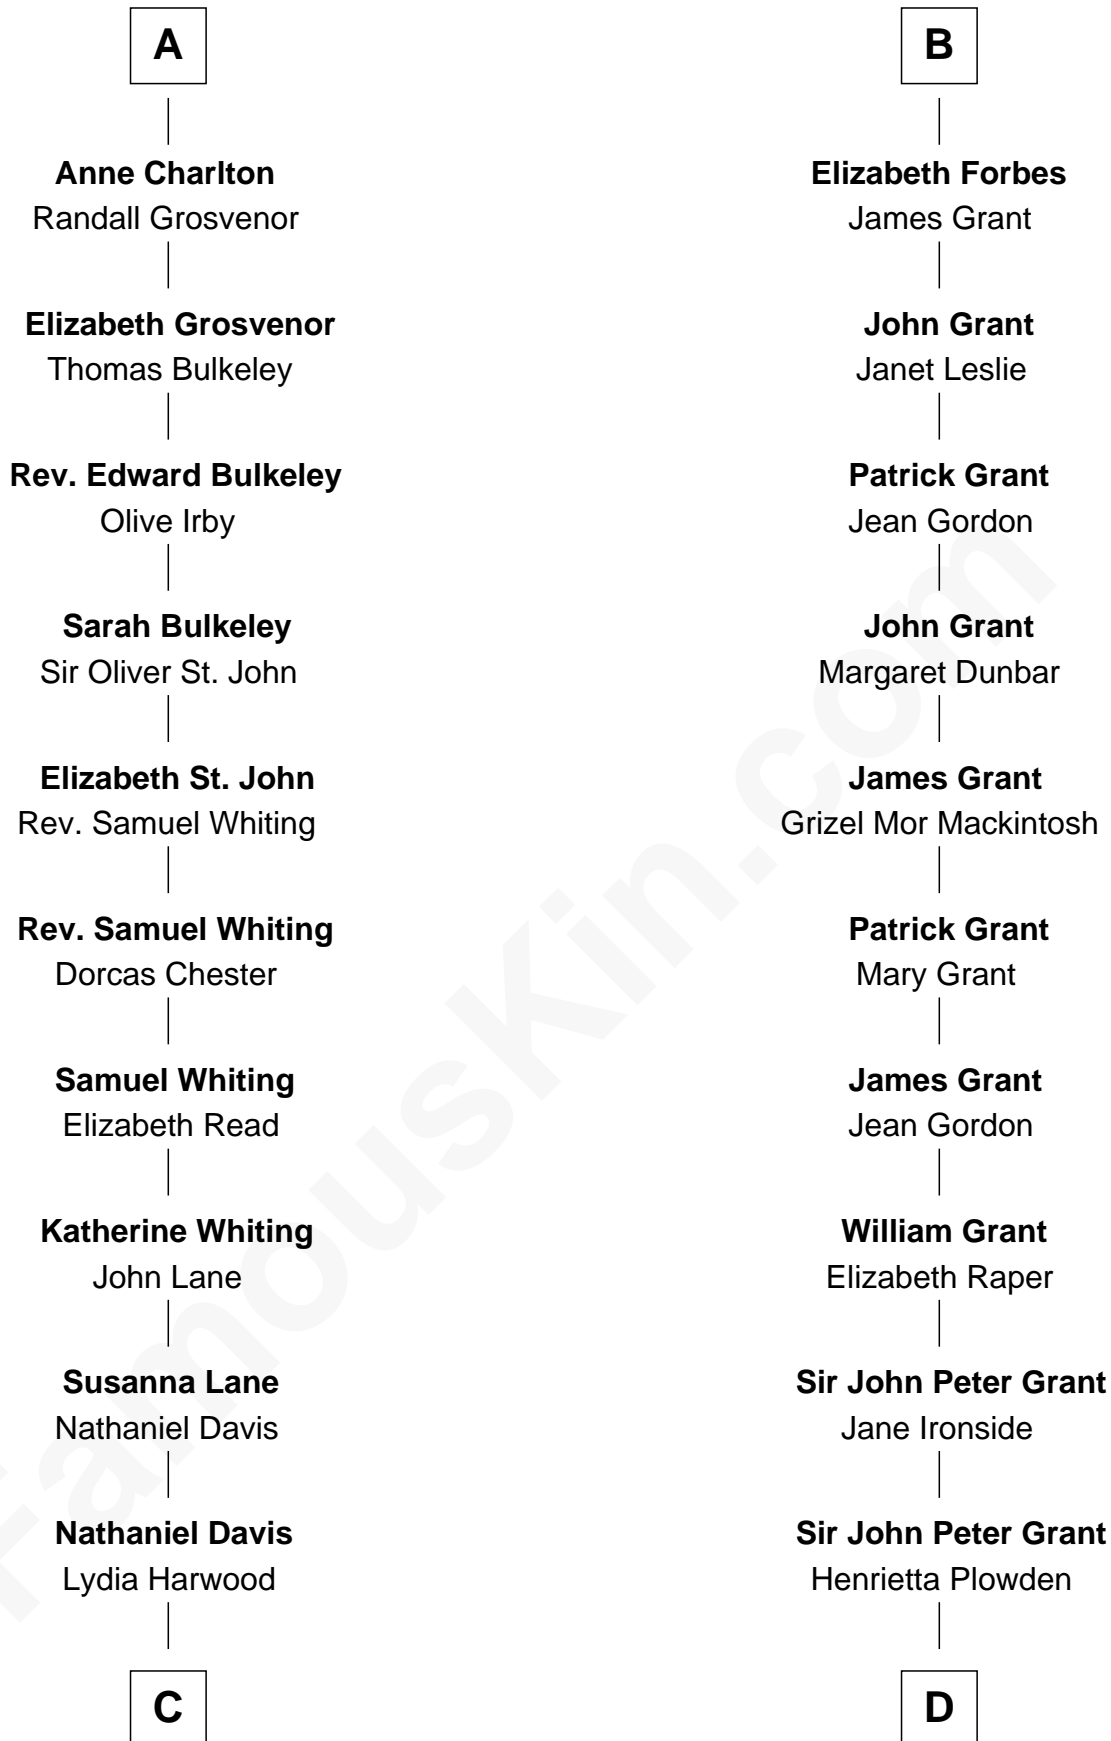 A
Anne Charlton
Randall Grosvenor
Elizabeth Grosvenor
Thomas Bulkeley
Rev. Edward Bulkeley
Olive Irby
Sarah Bulkeley
Sir Oliver St. John
Elizabeth St. John
Rev. Samuel Whiting
Rev. Samuel Whiting
Dorcas Chester
Samuel Whiting
Elizabeth Read
Katherine Whiting
John Lane
Susanna Lane
Nathaniel Davis
Nathaniel Davis
Lydia Harwood
C
B
Elizabeth Forbes
James Grant
John Grant
Janet Leslie
Patrick Grant
Jean Gordon
John Grant
Margaret Dunbar
James Grant
Grizel Mor Mackintosh
Patrick Grant
Mary Grant
James Grant
Jean Gordon
William Grant
Elizabeth Raper
Sir John Peter Grant
Jane Ironside
Sir John Peter Grant
Henrietta Plowden
D
FamousKin.com